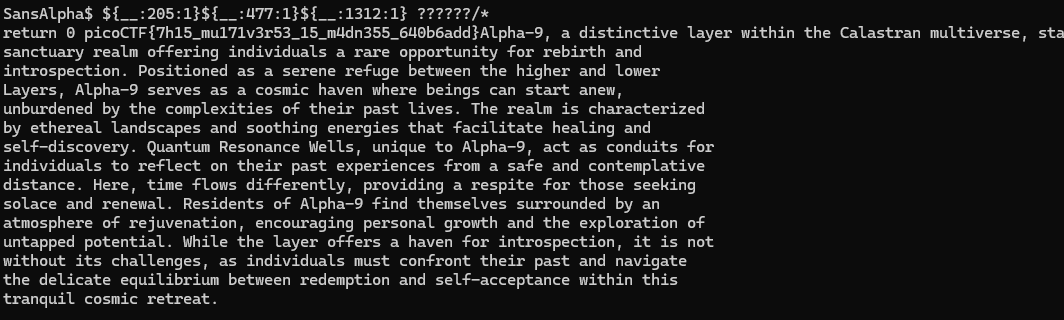 SansAlpha$ ${__:205:1}${__:477:1}${__:1312:1} ??????/*
return 0 picoCTF{7h15_mu171v3r53_15_m4dn355_640b6add}Alpha-9, a distinctive layer within the Calastran multiverse, sta
sanctuary realm offering individuals a rare opportunity for rebirth and
introspection. Positioned as a serene refuge between the higher and lower
Layers, Alpha-9 serves as a cosmic haven where beings can start anew,
unburdened by the complexities of their past lives. The realm is characterized
by ethereal landscapes and soothing energies that facilitate healing and
self-discovery. Quantum Resonance Wells, unique to Alpha-9, act as conduits for
individuals to reflect on their past experiences from a safe and contemplative
distance. Here, time flows differently, providing a respite for those seeking
solace and renewal. Residents of Alpha-9 find themselves surrounded by an
atmosphere of rejuvenation, encouraging personal growth and the exploration of
untapped potential. While the layer offers a haven for introspection, it is not
without its challenges, as individuals must confront their past and navigate
the delicate equilibrium between redemption and self-acceptance within this
tranquil cosmic retreat.